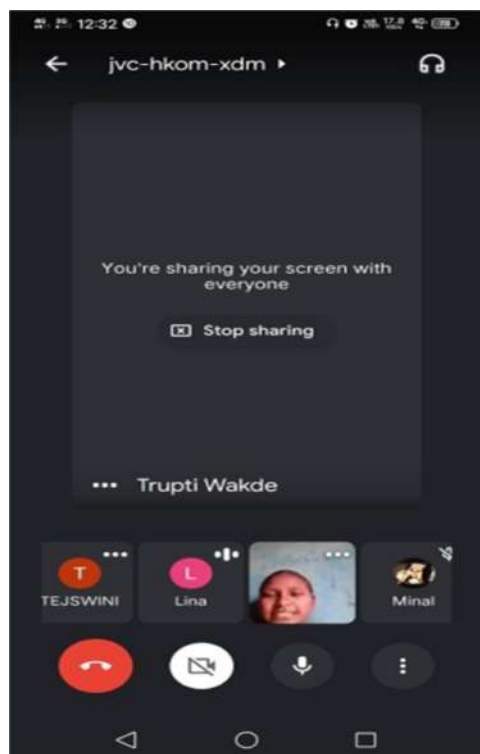 12:32
jvc-hkom-xdm
You're sharing your screen with
everyone
Stop sharing
Trupti Wakde
T
TEJSWINI
L
Lina
Minal